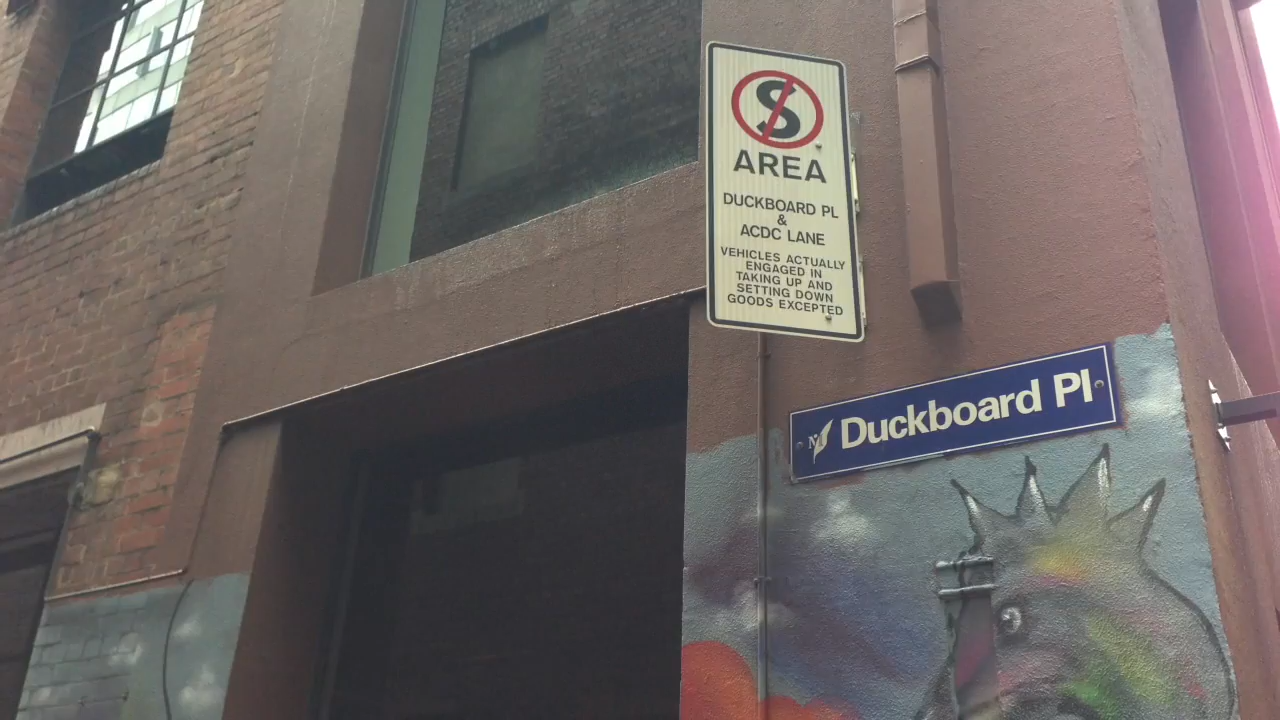 S
AREA
DUCKBOARD PL
&
ACDC LANE
VEHICLES ACTUALLY
ENGAGED IN
TAKING UP AND
SETTING DOWN
GOODS EXCEPTED
Duckboard Pl